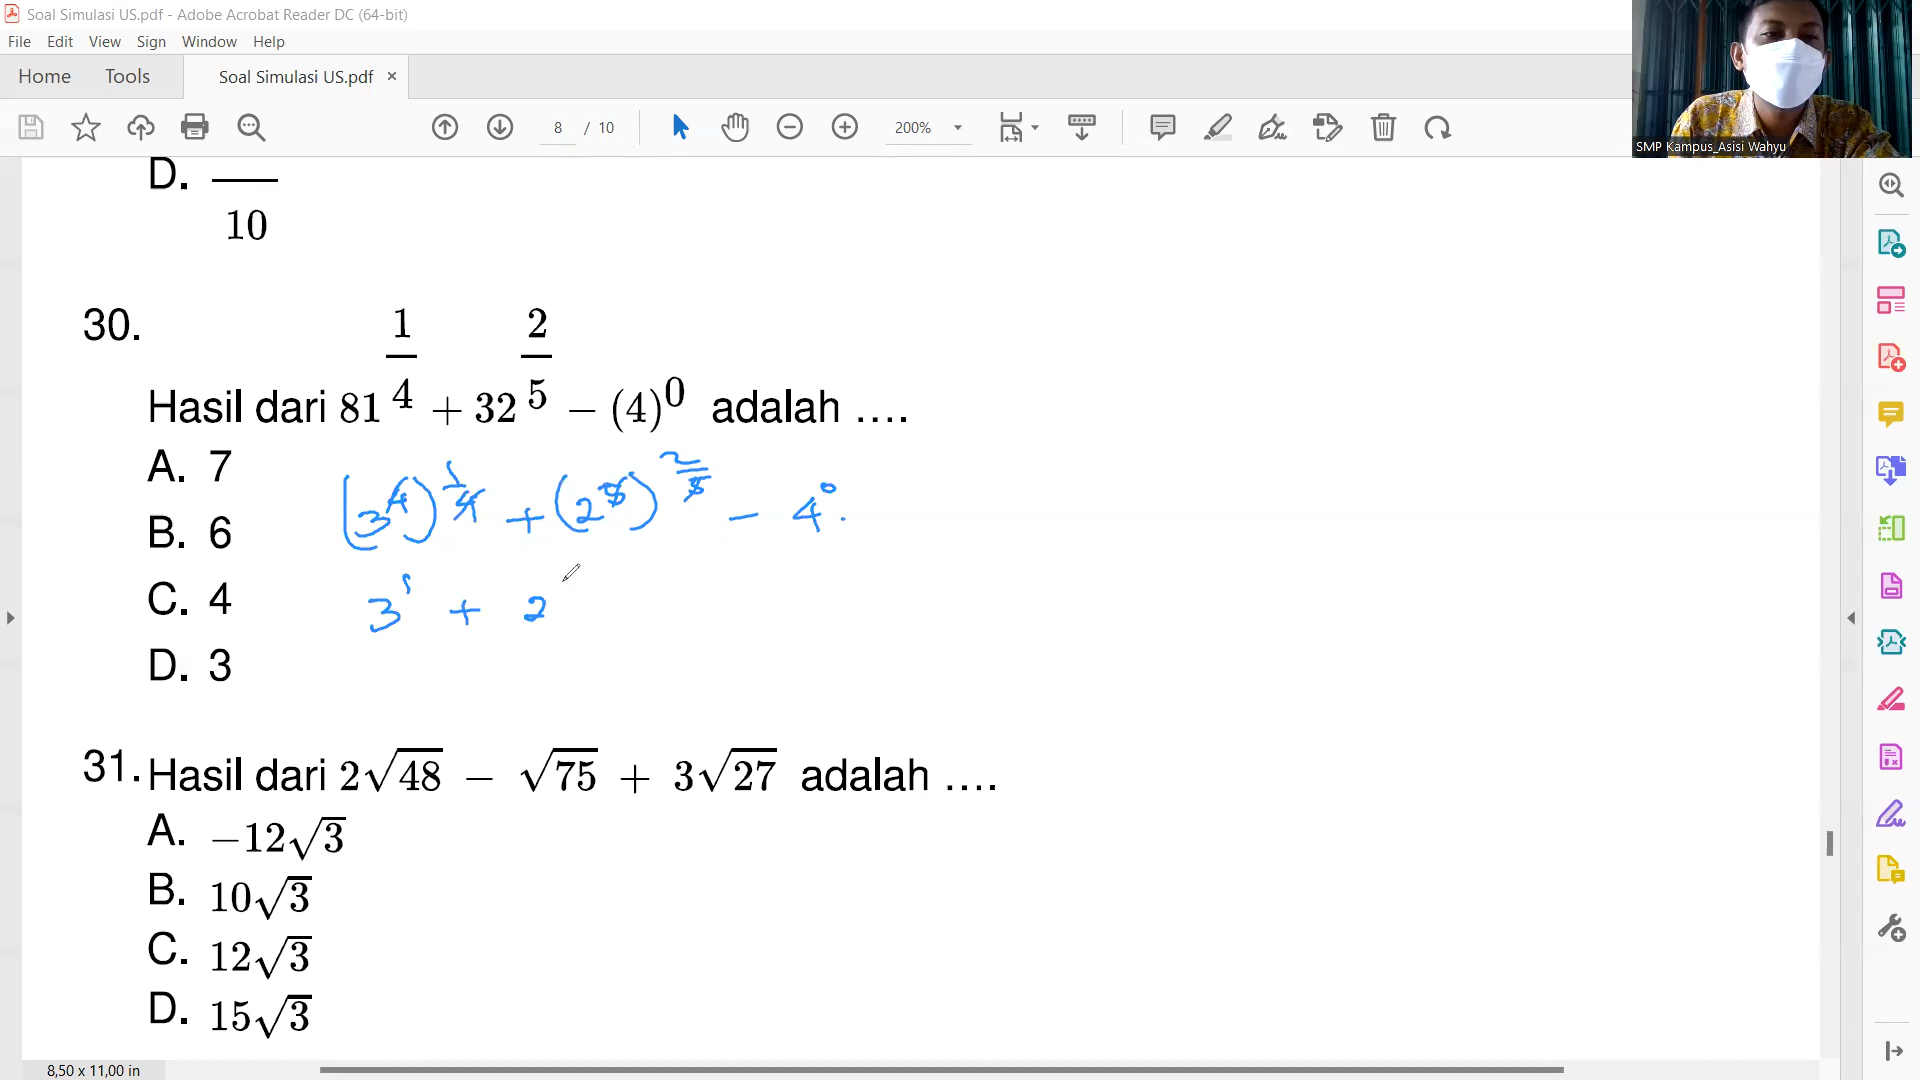 Soal Simulasi US.pdf - Adobe Acrobat Reader DC (64-bit)
File Edit View Sign Window Help
Home Tools Soal Simulasi US.pdf ×
8 / 10 200%
SMP Kampus_Asisi Wahyu
D. —
10
30.
Hasil dari 81^(1/4) + 32^(2/5) − (4)^0 adalah ....
A. 7
(3^4)^(1/4) + (2^5)^(2/5) − 4^0.
B. 6
C. 4
3^1 + 2
D. 3
31. Hasil dari 2√48 − √75 + 3√27 adalah ....
A. −12√3
B. 10√3
C. 12√3
D. 15√3
8,50 x 11,00 in